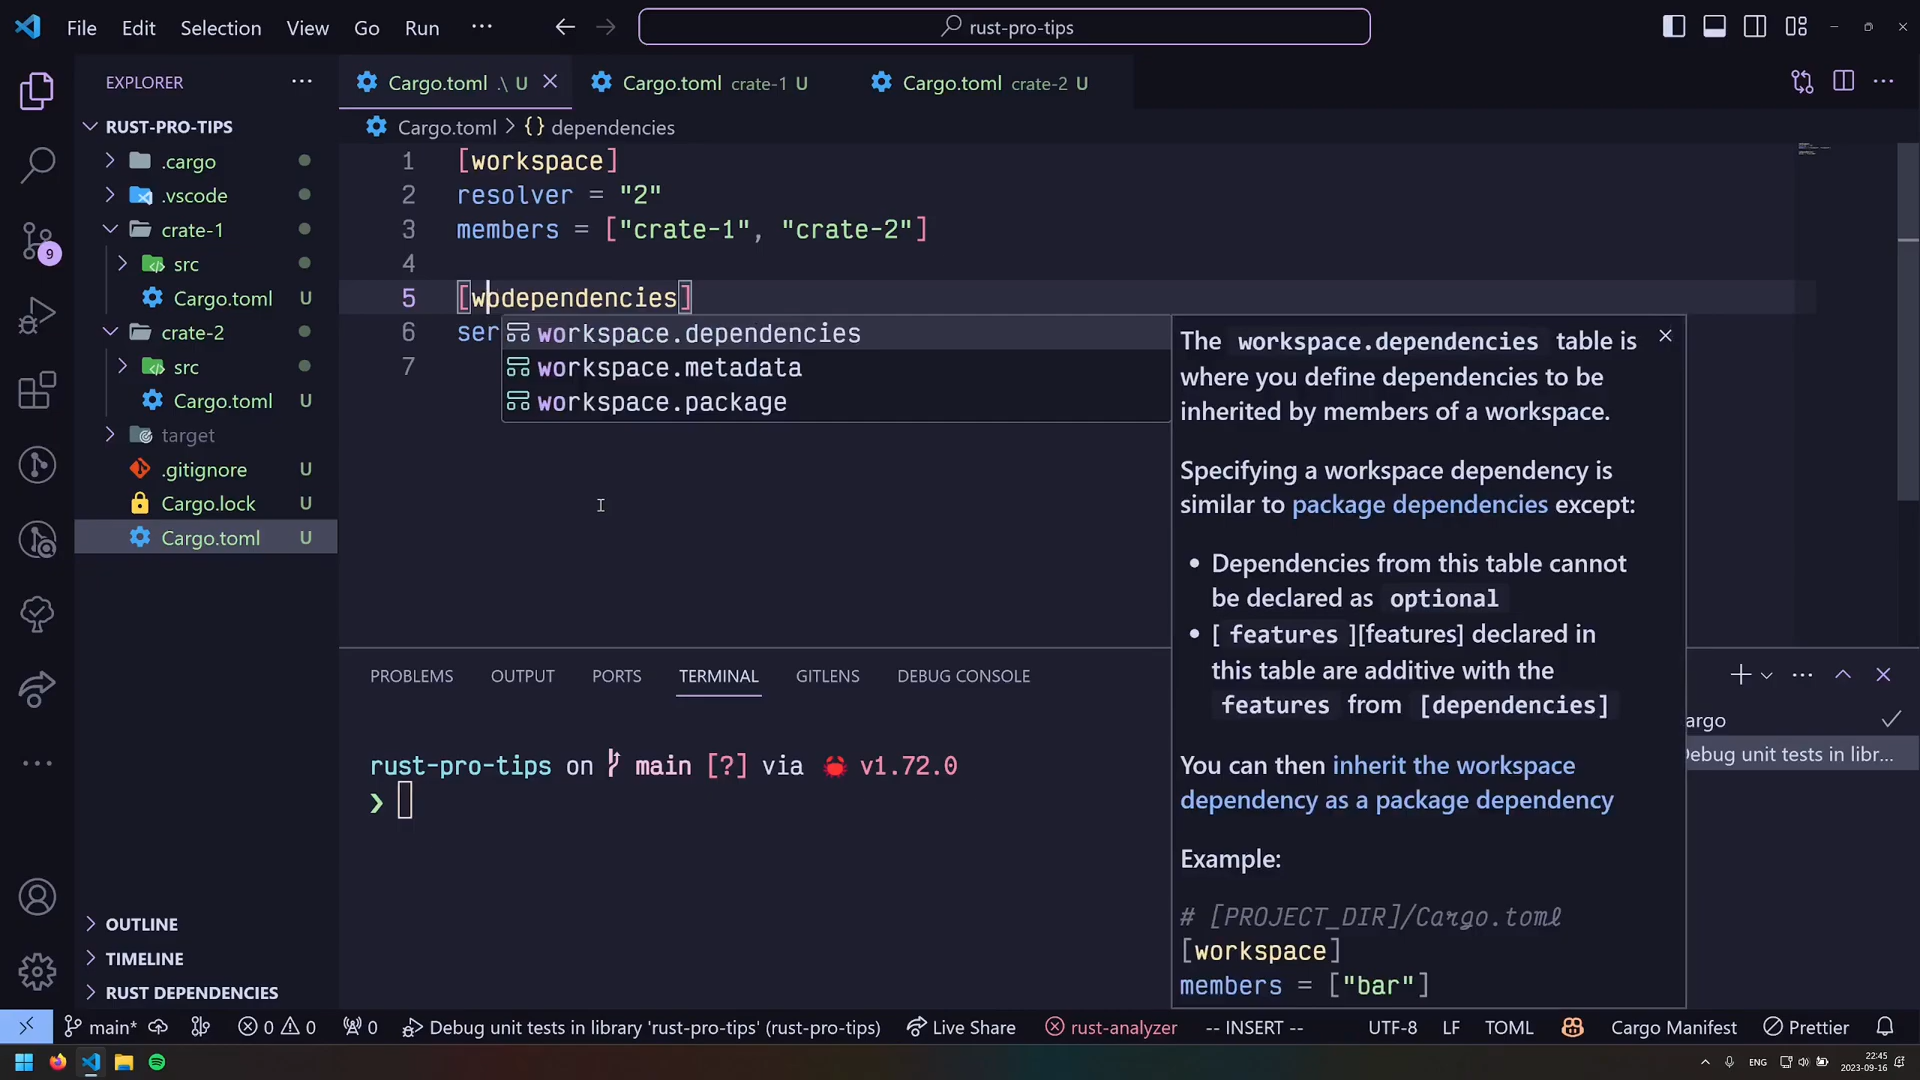 File Edit Selection View Go Run ···
rust-pro-tips
EXPLORER ···
RUST-PRO-TIPS
.cargo
.vscode
crate-1
src
Cargo.toml U
crate-2
src
Cargo.toml U
target
.gitignore U
Cargo.lock U
Cargo.toml U
OUTLINE
TIMELINE
RUST DEPENDENCIES
9
Cargo.toml .\ U
Cargo.toml crate-1 U
Cargo.toml crate-2 U
Cargo.toml > {} dependencies
1 [workspace]
2 resolver = "2"
3 members = ["crate-1", "crate-2"]
4
5 [wodependencies]
6 ser
7
workspace.dependencies
workspace.metadata
workspace.package
The workspace.dependencies table is
where you define dependencies to be
inherited by members of a workspace.
Specifying a workspace dependency is
similar to package dependencies except:
• Dependencies from this table cannot
be declared as optional
• [ features ][features] declared in
this table are additive with the
features from [dependencies]
You can then inherit the workspace
dependency as a package dependency
Example:
# [PROJECT_DIR]/Cargo.toml
[workspace]
members = ["bar"]
PROBLEMS OUTPUT PORTS TERMINAL GITLENS DEBUG CONSOLE
rust-pro-tips on main [?] via 🦀 v1.72.0
❯
argo
Debug unit tests in libr...
main* 0 0 0 Debug unit tests in library 'rust-pro-tips' (rust-pro-tips) Live Share rust-analyzer -- INSERT -- UTF-8 LF TOML Cargo Manifest Prettier
ENG
22:45
2023-09-16